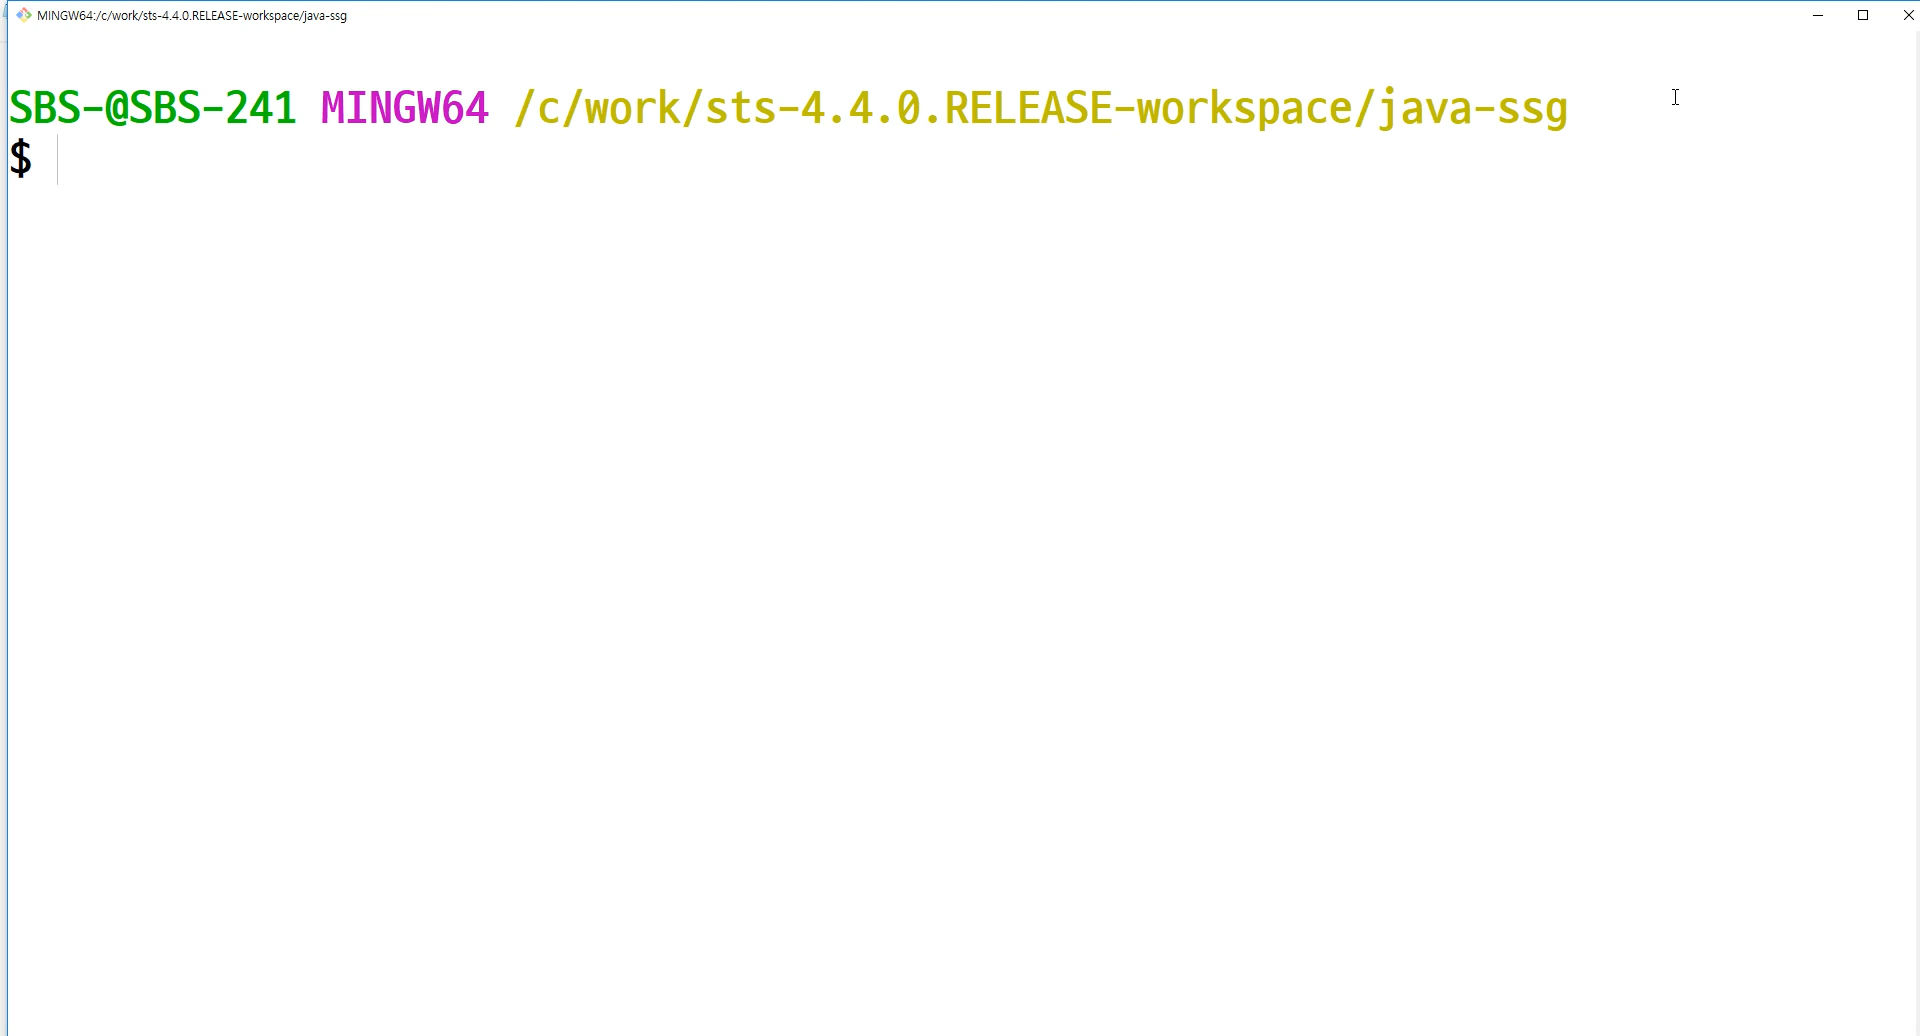 MINGW64:/c/work/sts-4.4.0.RELEASE-workspace/java-ssg
SBS-@SBS-241 MINGW64 /c/work/sts-4.4.0.RELEASE-workspace/java-ssg
$